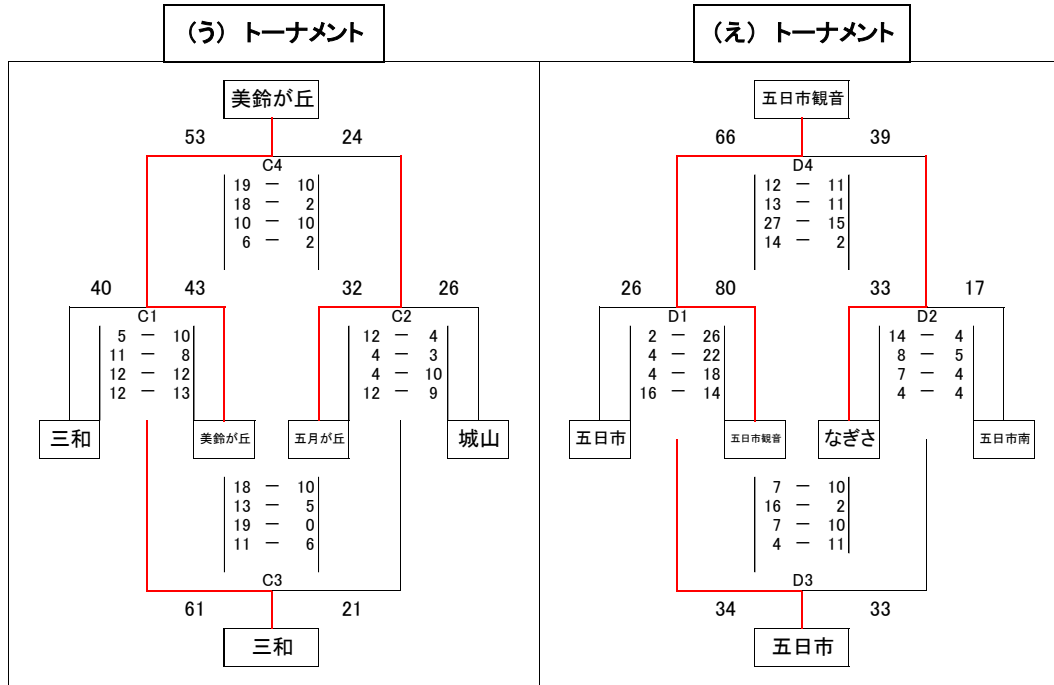 (う) トーナメント
美鈴が丘
53 24
C4
19 ー 10
18 ー 2
10 ー 10
6 ー 2
40 43 32 26
C1 C2
5 ー 10 12 ー 4
11 ー 8 4 ー 3
12 ー 12 4 ー 10
12 ー 13 12 ー 9
三和 美鈴が丘 五月が丘 城山
18 ー 10
13 ー 5
19 ー 0
11 ー 6
C3
61 21
三和
(え) トーナメント
五日市観音
66 39
D4
12 ー 11
13 ー 11
27 ー 15
14 ー 2
26 80 33 17
D1 D2
2 ー 26 14 ー 4
4 ー 22 8 ー 5
4 ー 18 7 ー 4
16 ー 14 4 ー 4
五日市 五日市観音 なぎさ 五日市南
7 ー 10
16 ー 2
7 ー 10
4 ー 11
D3
34 33
五日市